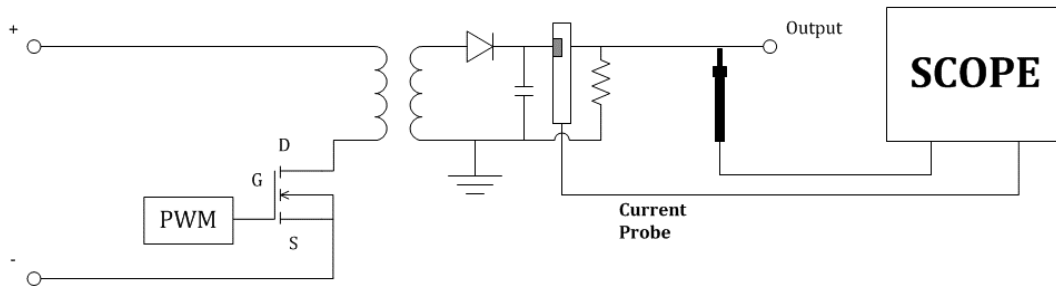 +
Output
SCOPE
D
G
PWM
S
Current
Probe
-